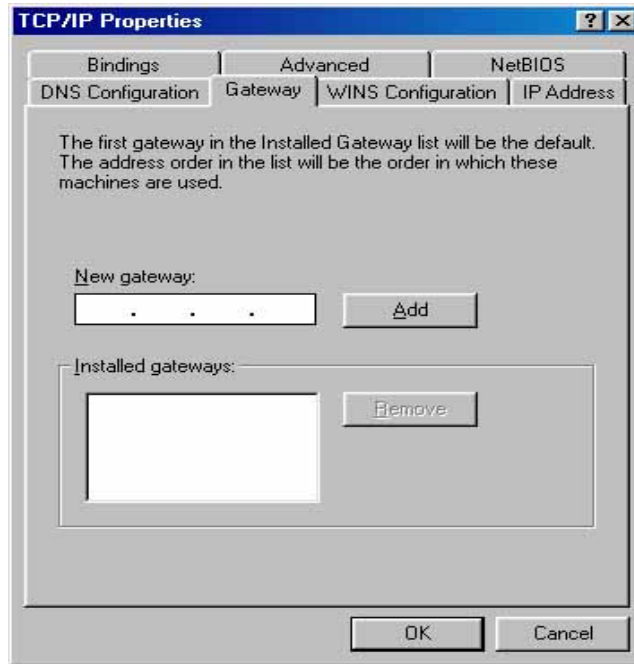 TCP/IP Properties
Bindings
Advanced
NetBIOS
DNS Configuration
Gateway
WINS Configuration
IP Address
The first gateway in the Installed Gateway list will be the default.
The address order in the list will be the order in which these
machines are used.
New gateway:
. . .
Add
Installed gateways:
Remove
OK
Cancel